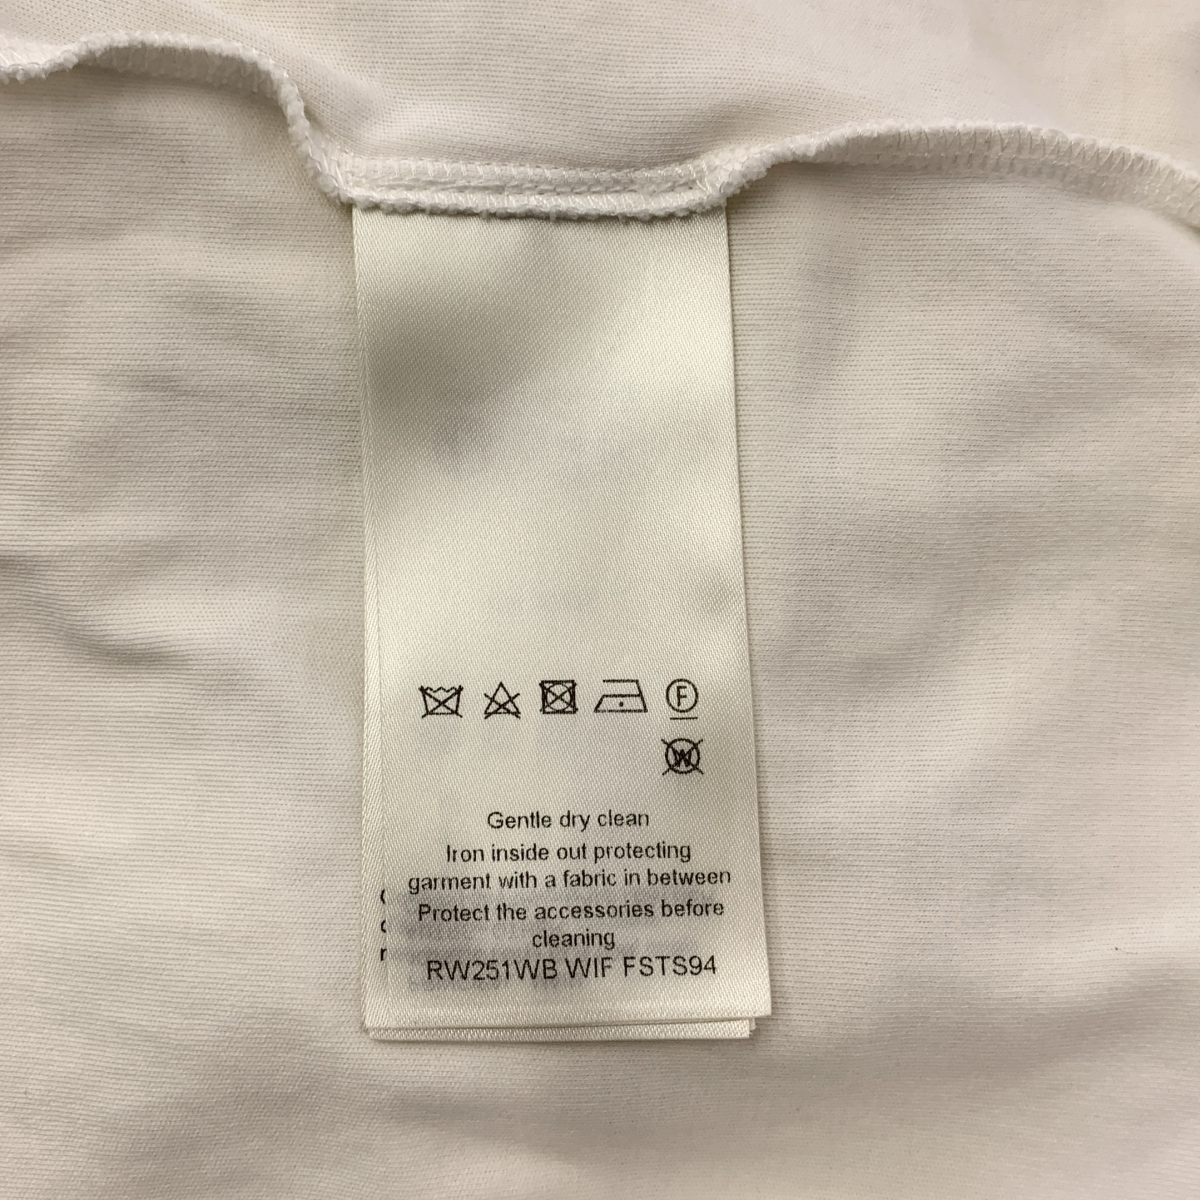 F
W
Gentle dry clean
Iron inside out protecting
garment with a fabric in between
Protect the accessories before
cleaning
RW251WB WIF FSTS94